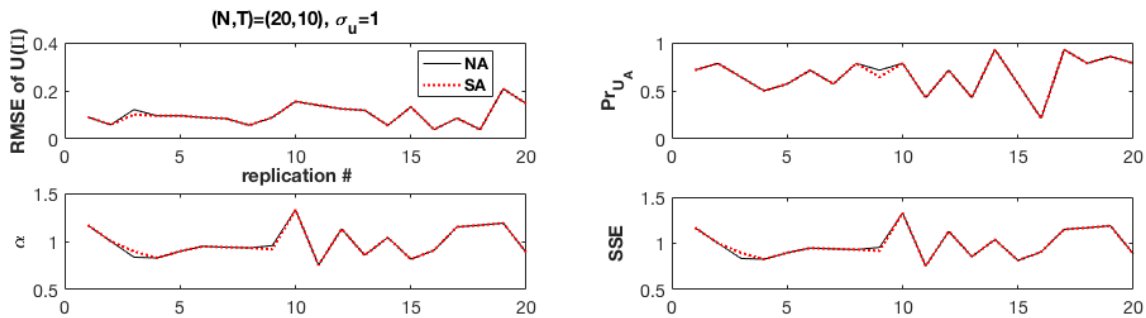 (N,T)=(20,10), σ_u=1
RMSE of U(Π)
0.4
0.2
0
0 5 10 15 20
replication #
NA
SA
Pr_{U_A}
1
0.5
0
0 5 10 15 20
α
1.5
1
0.5
0 5 10 15 20
SSE
1.5
1
0.5
0 5 10 15 20